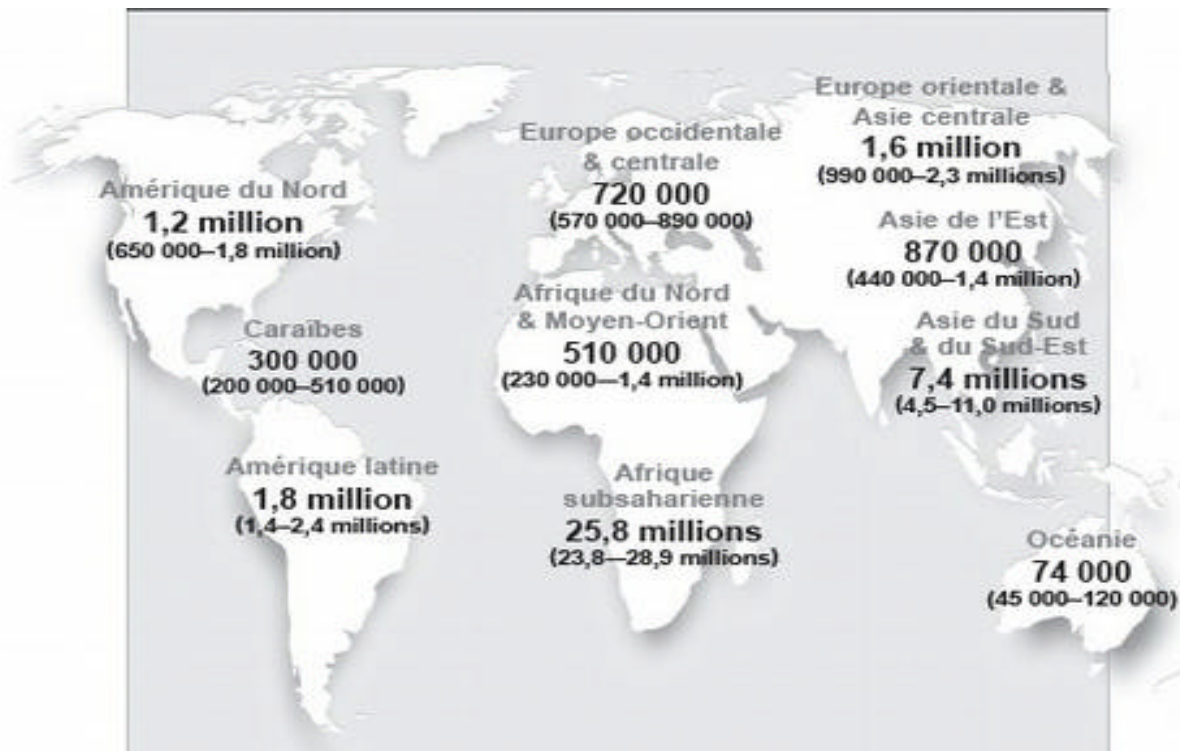 Amérique du Nord
1,2 million
(650 000–1,8 million)
Caraïbes
300 000
(200 000–510 000)
Amérique latine
1,8 million
(1,4–2,4 millions)
Europe occidentale
& centrale
720 000
(570 000–890 000)
Afrique du Nord
& Moyen-Orient
510 000
(230 000—1,4 million)
Afrique
subsaharienne
25,8 millions
(23,8—28,9 millions)
Europe orientale &
Asie centrale
1,6 million
(990 000–2,3 millions)
Asie de l'Est
870 000
(440 000–1,4 million)
Asie du Sud
& du Sud-Est
7,4 millions
(4,5–11,0 millions)
Océanie
74 000
(45 000–120 000)